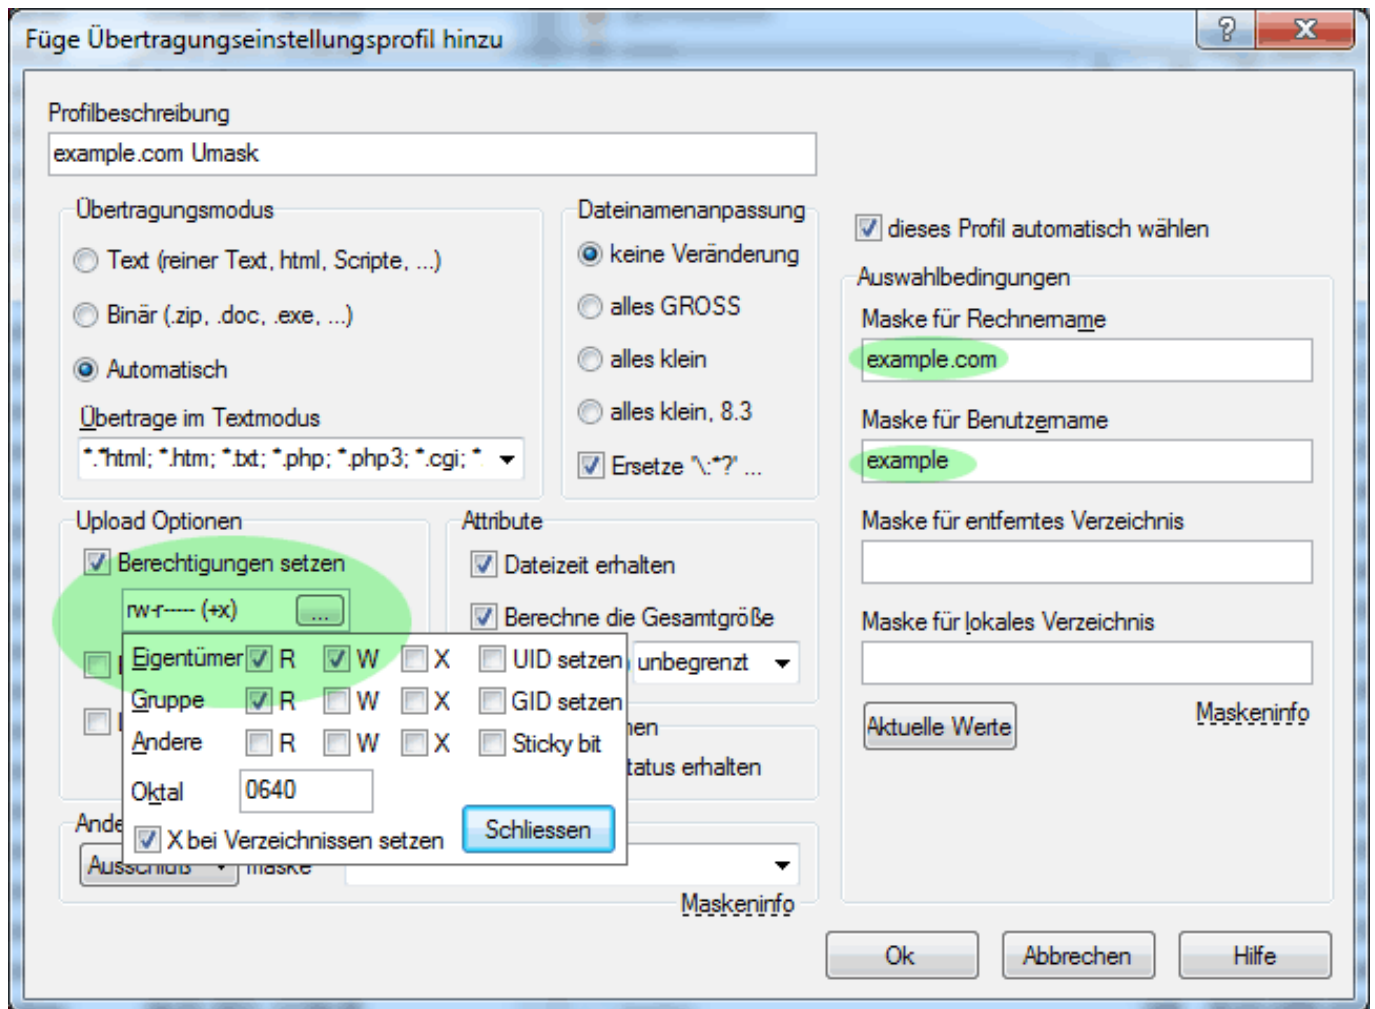 Füge Übertragungseinstellungsprofil hinzu
?
X
Profilbeschreibung
example.com Umask
Übertragungsmodus
Text (reiner Text, html, Scripte, ...)
Binär (.zip, .doc, .exe, ...)
Automatisch
Übertrage im Textmodus
*.*html; *.htm; *.txt; *.php; *.php3; *.cgi; *.
Dateinamenanpassung
keine Veränderung
alles GROSS
alles klein
alles klein, 8.3
Ersetze '\:*?' ...
dieses Profil automatisch wählen
Auswahlbedingungen
Maske für Rechnername
example.com
Maske für Benutzername
example
Maske für entferntes Verzeichnis
Maske für lokales Verzeichnis
Aktuelle Werte
Maskeninfo
Upload Optionen
Berechtigungen setzen
rw-r----- (+x)
...
Eigentümer R W X UID setzen
Gruppe R W X GID setzen
Andere R W X Sticky bit
Oktal 0640
X bei Verzeichnissen setzen
Schliessen
Attribute
Dateizeit erhalten
Berechne die Gesamtgröße
unbegrenzt
tatus erhalten
Ausschluß maske
Maskeninfo
Ok
Abbrechen
Hilfe